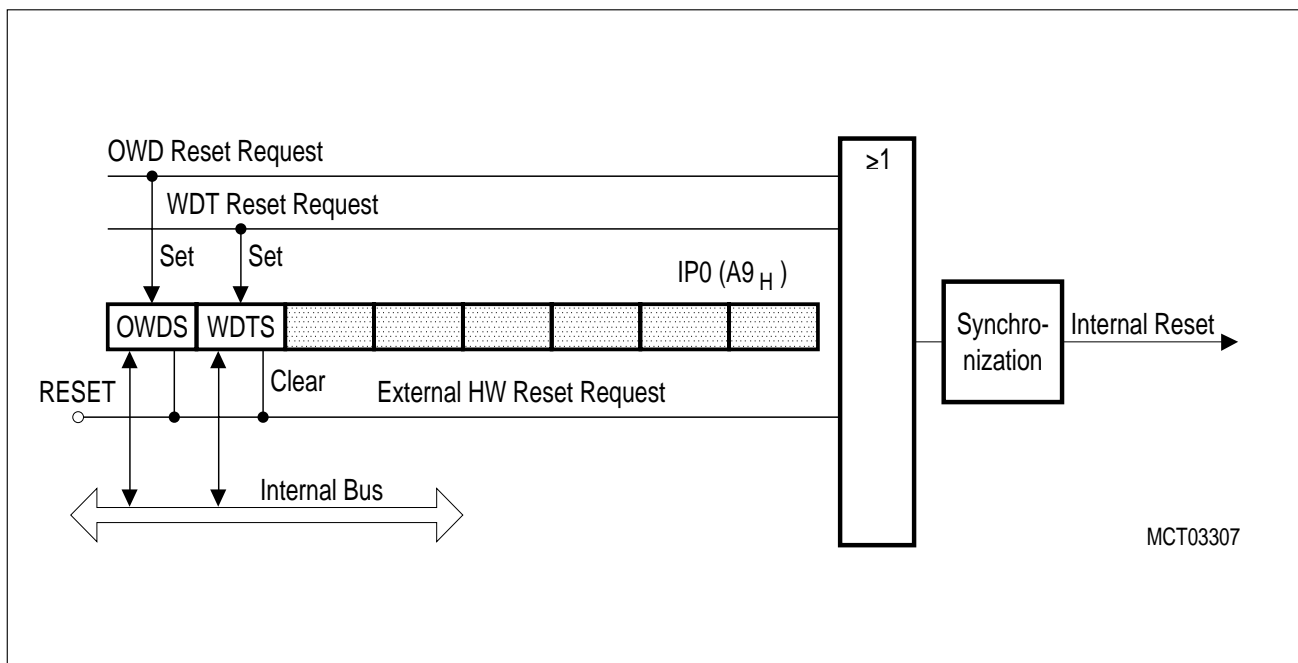 OWD Reset Request
≥1
WDT Reset Request
Set
Set
IP0 (A9 H )
OWDS
WDTS
Synchro-
nization
Internal Reset
Clear
RESET
External HW Reset Request
Internal Bus
MCT03307